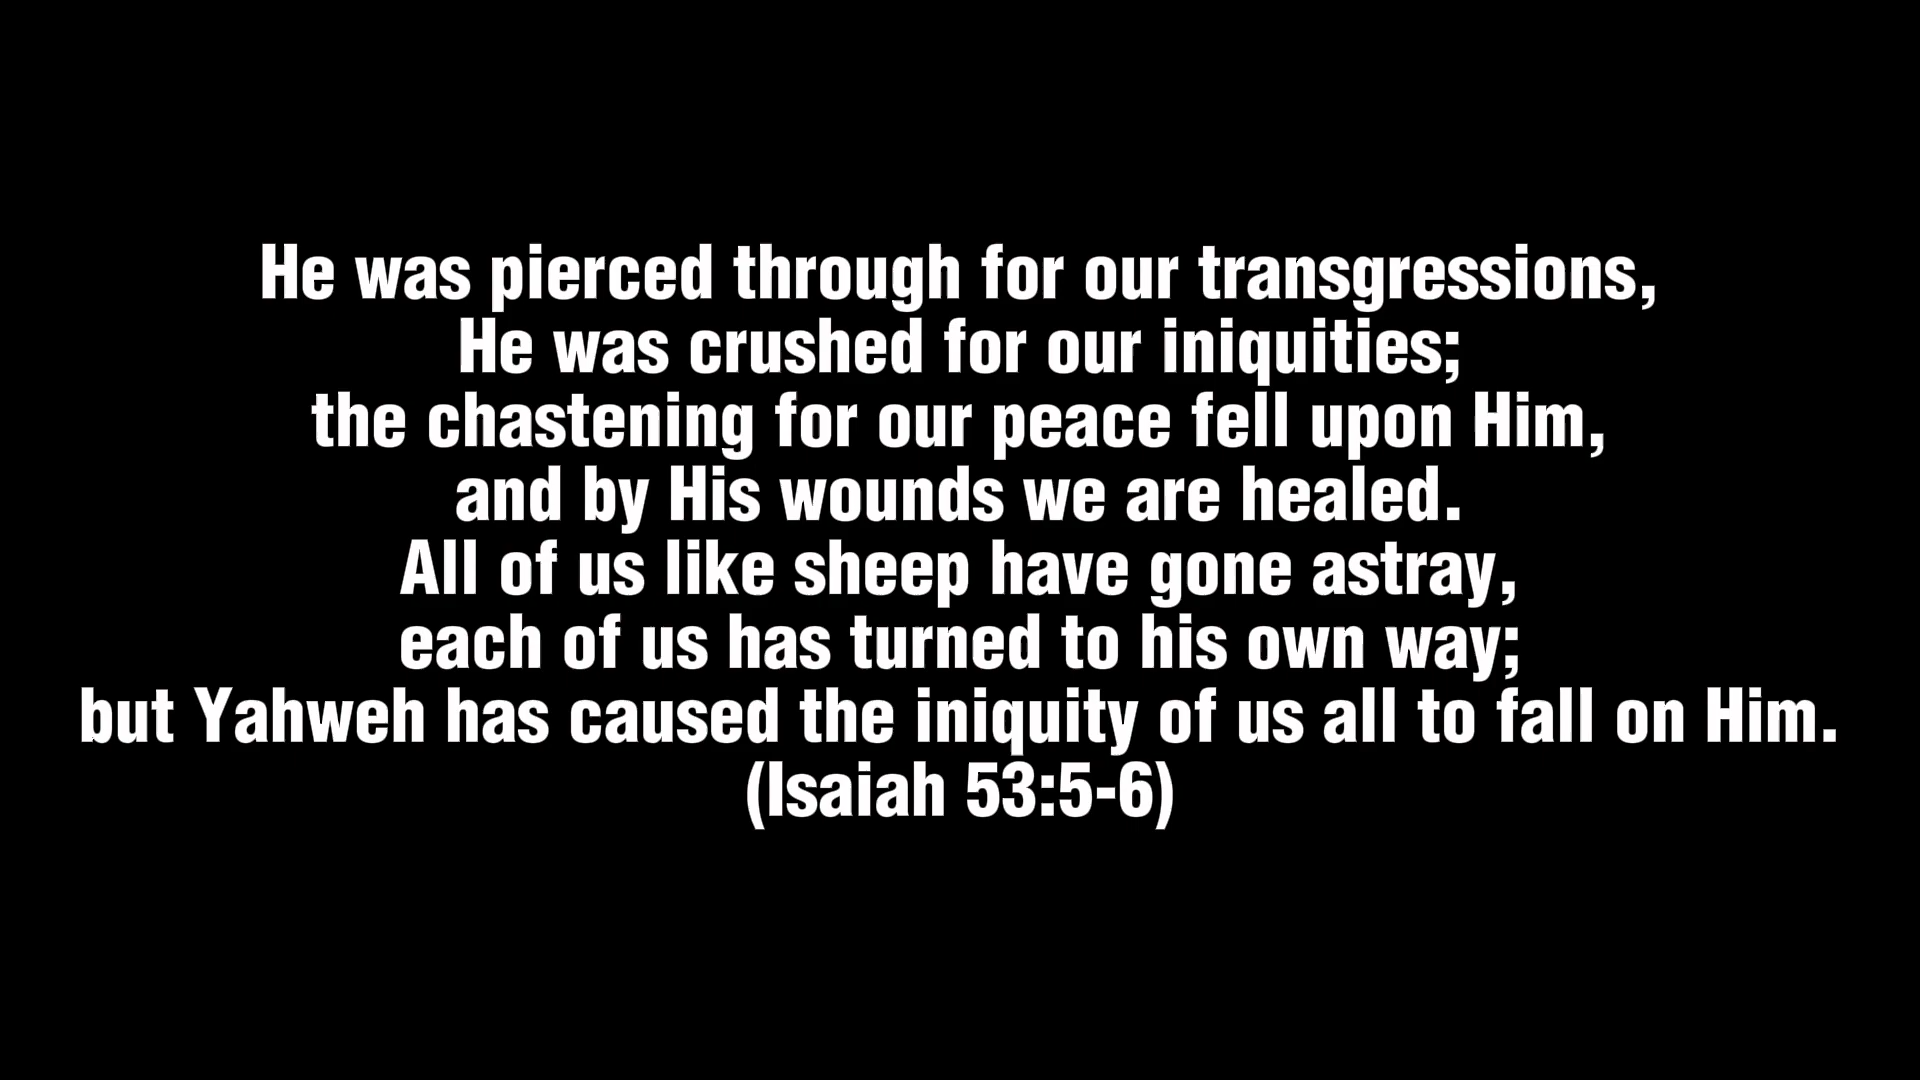 He was pierced through for our transgressions,
He was crushed for our iniquities;
the chastening for our peace fell upon Him,
and by His wounds we are healed.
All of us like sheep have gone astray,
each of us has turned to his own way;
but Yahweh has caused the iniquity of us all to fall on Him.
(Isaiah 53:5-6)